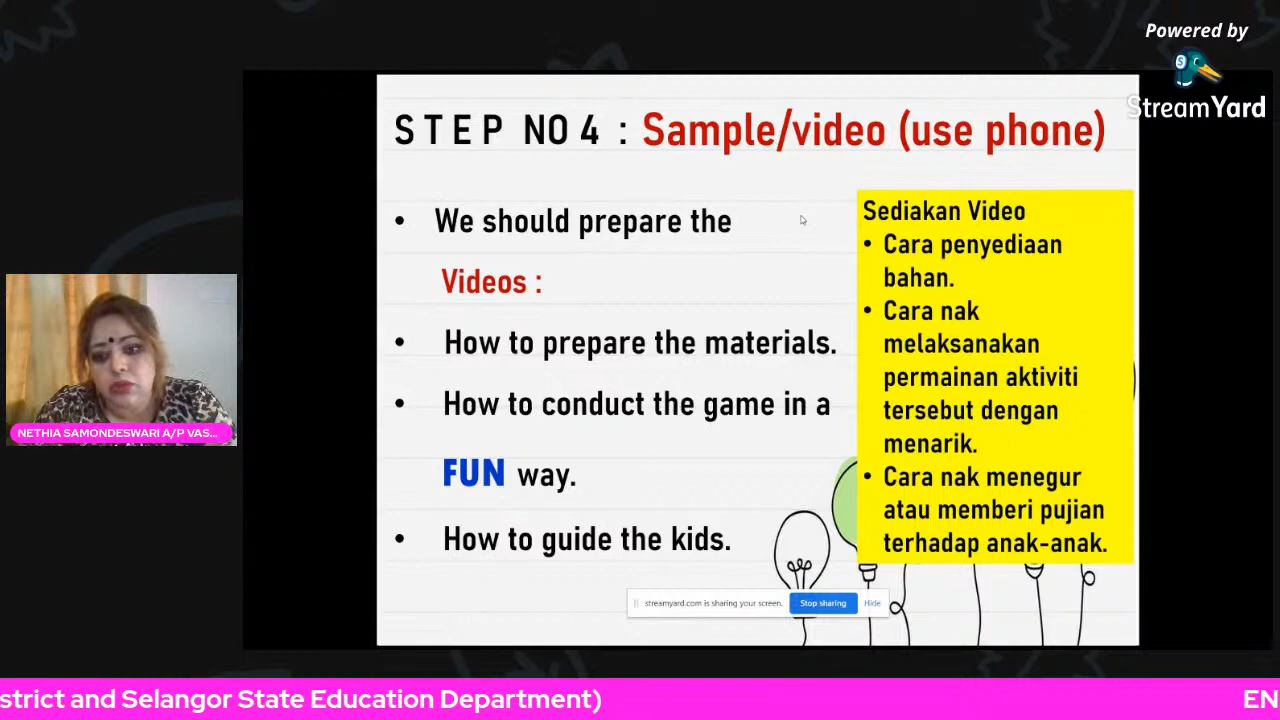 Powered by
StreamYard
STEP NO 4 : Sample/video (use phone)
• We should prepare the
Videos :
• How to prepare the materials.
• How to conduct the game in a
FUN way.
• How to guide the kids.
Sediakan Video
• Cara penyediaan
bahan.
• Cara nak
melaksanakan
permainan aktiviti
tersebut dengan
menarik.
• Cara nak menegur
atau memberi pujian
terhadap anak-anak.
streamyard.com is sharing your screen. Stop sharing Hide
NETHIA SAMONDESWARI A/P VAS...
strict and Selangor State Education Department) EN